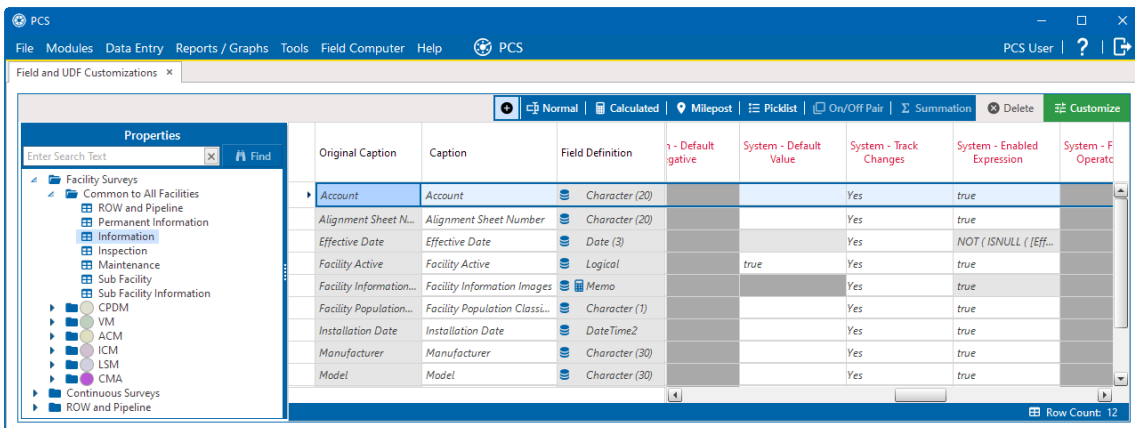 PCS
File Modules Data Entry Reports / Graphs Tools Field Computer Help PCS PCS User ?
Field and UDF Customizations ×
Normal Calculated Milepost Picklist On/Off Pair Σ Summation Delete Customize
Properties
Enter Search Text × Find
Facility Surveys
Common to All Facilities
ROW and Pipeline
Permanent Information
Information
Inspection
Maintenance
Sub Facility
Sub Facility Information
CPDM
VM
ACM
ICM
LSM
CMA
Continuous Surveys
ROW and Pipeline
Original Caption Caption Field Definition - Default System - Default System - Track System - Enabled System - F
gative Value Changes Expression Operato
Account Account Character (20) Yes true
Alignment Sheet N... Alignment Sheet Number Character (20) Yes true
Effective Date Effective Date Date (3) Yes NOT ( ISNULL ( [Eff...
Facility Active Facility Active Logical true Yes true
Facility Information... Facility Information Images Memo Yes true
Facility Population... Facility Population Classi... Character (1) Yes true
Installation Date Installation Date DateTime2 Yes true
Manufacturer Manufacturer Character (30) Yes true
Model Model Character (30) Yes true
Row Count: 12